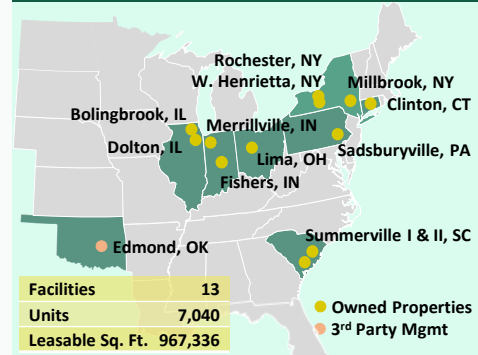 Rochester, NY
W. Henrietta, NY
Millbrook, NY
Clinton, CT
Bolingbrook, IL
Merrillville, IN
Dolton, IL
Lima, OH
Sadsburyville, PA
Fishers, IN
Summerville I & II, SC
Edmond, OK
Facilities 13
Units 7,040
Leasable Sq. Ft. 967,336
Owned Properties
3rd Party Mgmt